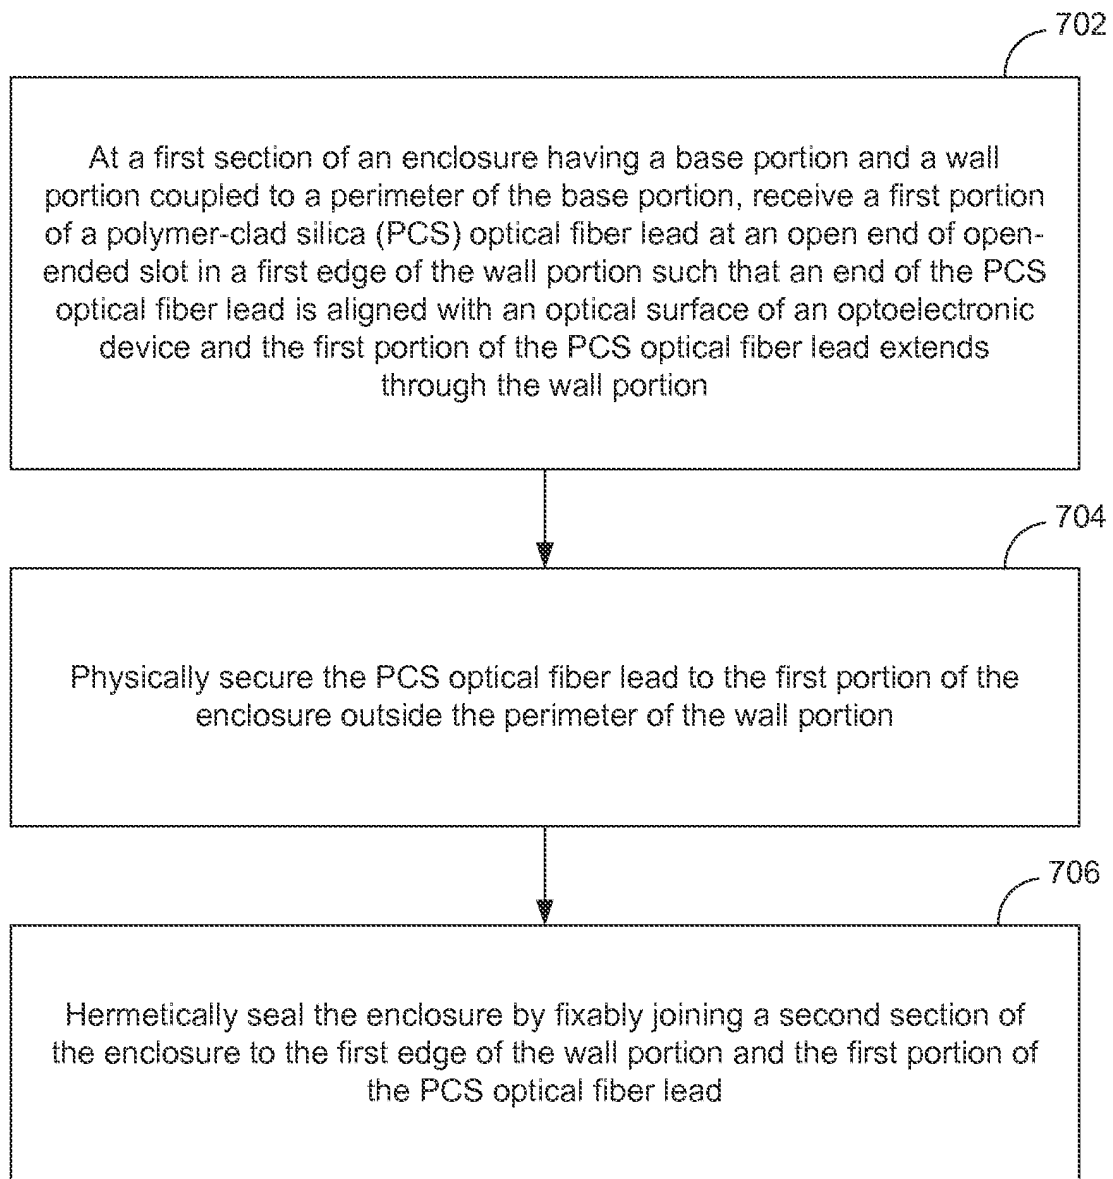 702
At a first section of an enclosure having a base portion and a wall
portion coupled to a perimeter of the base portion, receive a first portion
of a polymer-clad silica (PCS) optical fiber lead at an open end of open-
ended slot in a first edge of the wall portion such that an end of the PCS
optical fiber lead is aligned with an optical surface of an optoelectronic
device and the first portion of the PCS optical fiber lead extends
through the wall portion
704
Physically secure the PCS optical fiber lead to the first portion of the
enclosure outside the perimeter of the wall portion
706
Hermetically seal the enclosure by fixably joining a second section of
the enclosure to the first edge of the wall portion and the first portion of
the PCS optical fiber lead